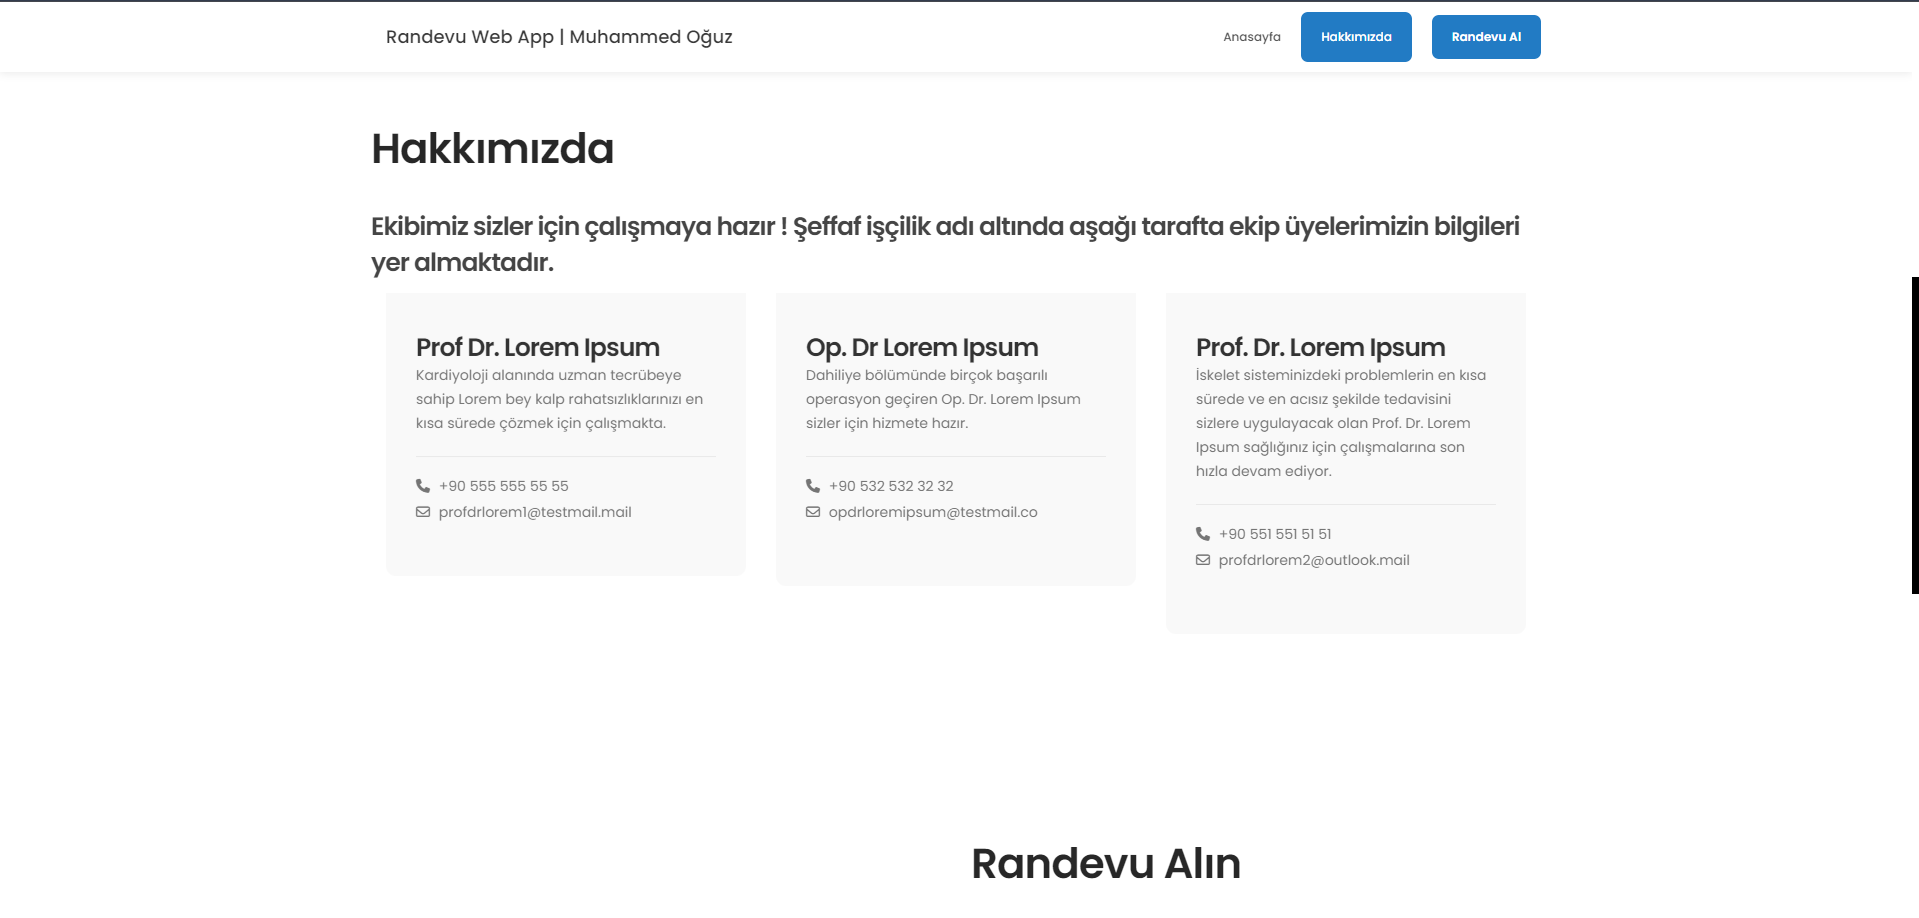 Randevu Web App | Muhammed Oğuz
Anasayfa
Hakkımızda
Randevu Al
Hakkımızda
Ekibimiz sizler için çalışmaya hazır ! Şeffaf işçilik adı altında aşağı tarafta ekip üyelerimizin bilgileri
yer almaktadır.
Prof Dr. Lorem Ipsum
Kardiyoloji alanında uzman tecrübeye
sahip Lorem bey kalp rahatsızlıklarınızı en
kısa sürede çözmek için çalışmakta.
+90 555 555 55 55
profdrlorem1@testmail.mail
Op. Dr Lorem Ipsum
Dahiliye bölümünde birçok başarılı
operasyon geçiren Op. Dr. Lorem Ipsum
sizler için hizmete hazır.
+90 532 532 32 32
opdrloremipsum@testmail.co
Prof. Dr. Lorem Ipsum
İskelet sisteminizdeki problemlerin en kısa
sürede ve en acısız şekilde tedavisini
sizlere uygulayacak olan Prof. Dr. Lorem
Ipsum sağlığınız için çalışmalarına son
hızla devam ediyor.
+90 551 551 51 51
profdrlorem2@outlook.mail
Randevu Alın